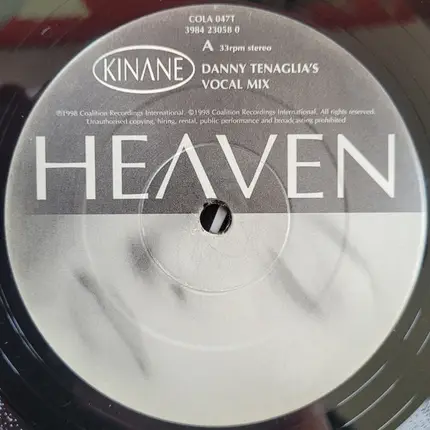 COLA 047T
3984 23058 0
A 33rpm stereo
KINANE
DANNY TENAGLIA'S
VOCAL MIX
℗1998 Coalition Recordings International. ©1998 Coalition Recordings International. All rights reserved.
Unauthorised copying, hiring, rental, public performance and broadcasting prohibited
HEΛVEN